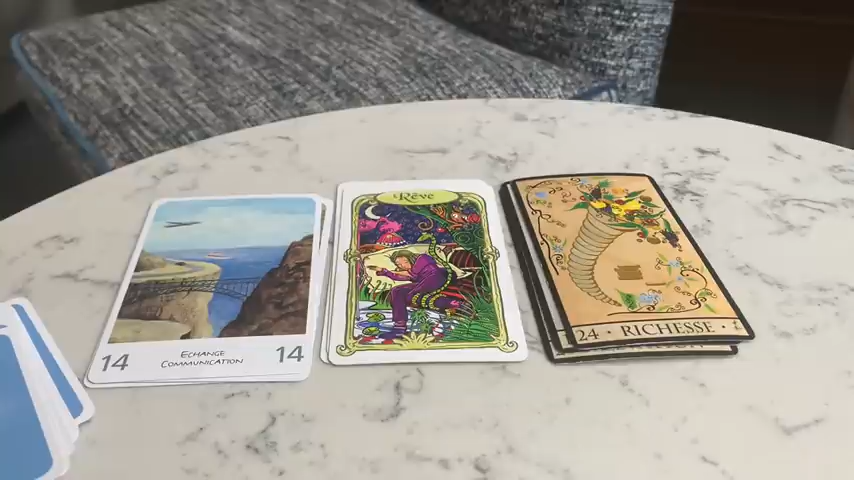 14
ECHANGE
COMMUNICATION
14
Rêve
24 · RICHESSE ·